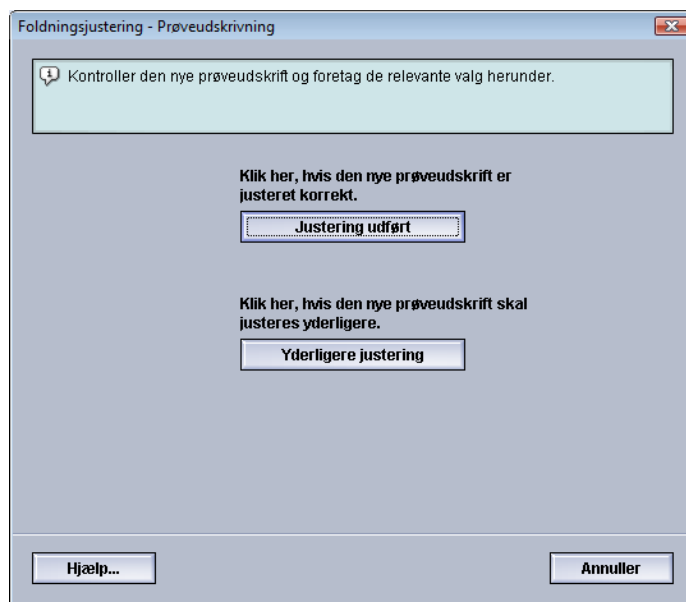 Foldningsjustering - Prøveudskrivning
Kontroller den nye prøveudskrift og foretag de relevante valg herunder.
Klik her, hvis den nye prøveudskrift er
justeret korrekt.
Justering udført
Klik her, hvis den nye prøveudskrift skal
justeres yderligere.
Yderligere justering
Hjælp...
Annuller